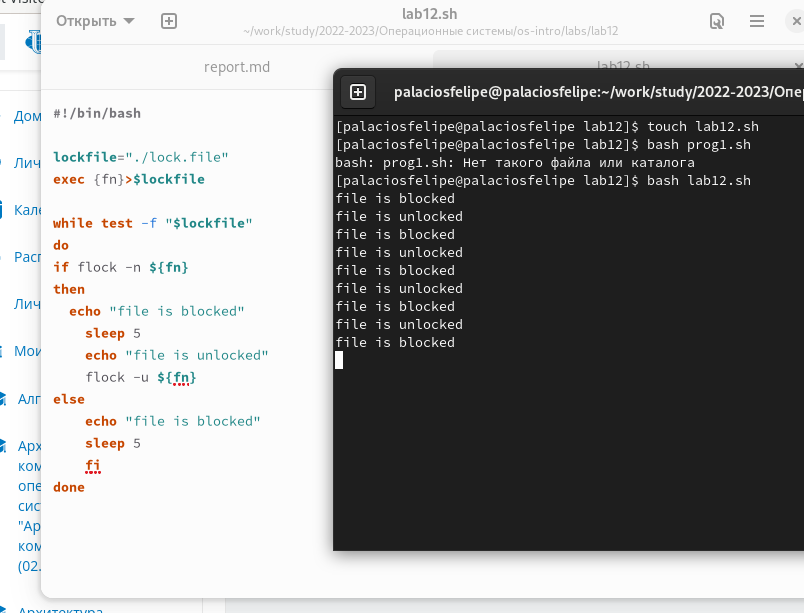 Открыть
lab12.sh
~/work/study/2022-2023/Операционные системы/os-intro/labs/lab12
report.md
lab12.sh
#!/bin/bash
lockfile="./lock.file"
exec {fn}>$lockfile
while test -f "$lockfile"
do
if flock -n ${fn}
then
echo "file is blocked"
sleep 5
echo "file is unlocked"
flock -u ${fn}
else
echo "file is blocked"
sleep 5
fi
done
palaciosfelipe@palaciosfelipe:~/work/study/2022-2023/Опер
[palaciosfelipe@palaciosfelipe lab12]$ touch lab12.sh
[palaciosfelipe@palaciosfelipe lab12]$ bash prog1.sh
bash: prog1.sh: Нет такого файла или каталога
[palaciosfelipe@palaciosfelipe lab12]$ bash lab12.sh
file is blocked
file is unlocked
file is blocked
file is unlocked
file is blocked
file is unlocked
file is blocked
file is unlocked
file is blocked
Дом
Личн
Кале
Расп
Личн
Мои
Алг
Арх
ком
опе
сис
"Ар
ком
(02.
Архитектура